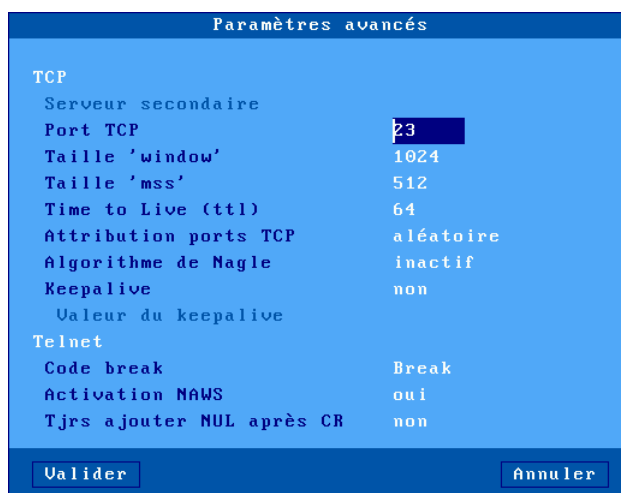 Paramètres avancés
TCP
Serveur secondaire
Port TCP 23
Taille 'window' 1024
Taille 'mss' 512
Time to Live (ttl) 64
Attribution ports TCP aléatoire
Algorithme de Nagle inactif
Keepalive non
Valeur du keepalive
Telnet
Code break Break
Activation NAWS oui
Tjrs ajouter NUL après CR non
Valider Annuler